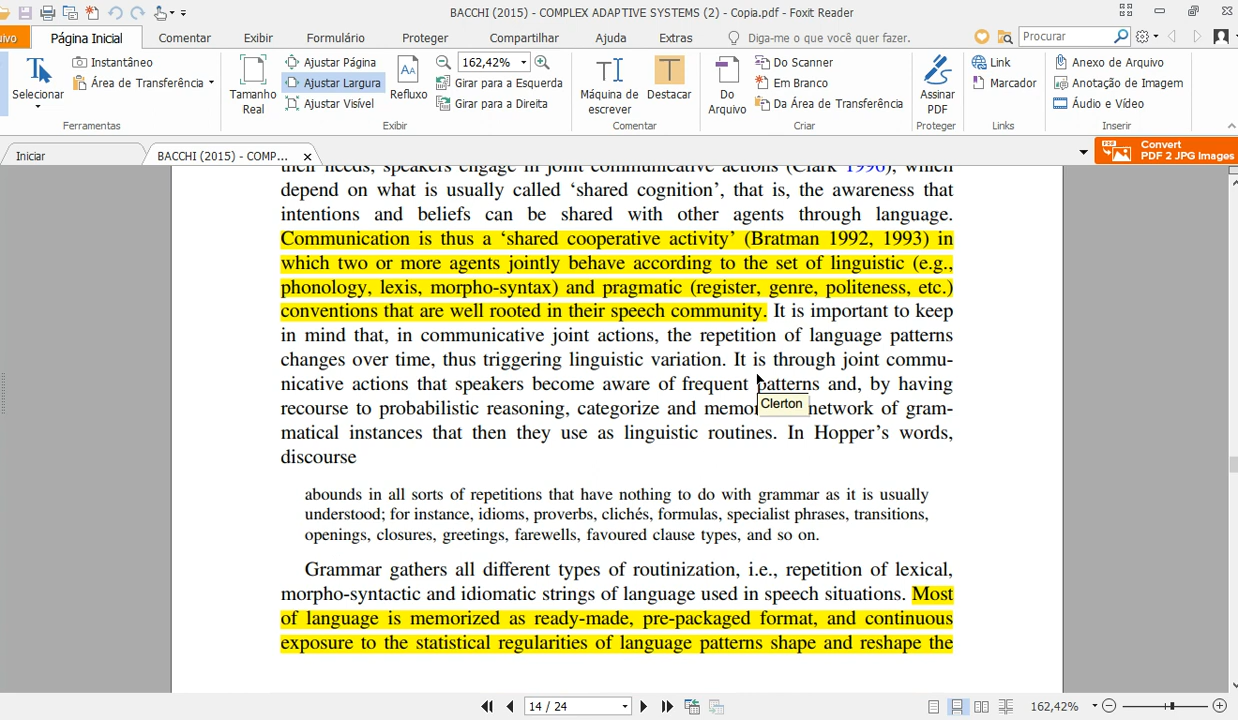 BACCHI (2015) - COMPLEX ADAPTIVE SYSTEMS (2) - Copia.pdf - Foxit Reader
Página Inicial
Comentar
Exibir
Formulário
Proteger
Compartilhar
Ajuda
Extras
Diga-me o que você quer fazer.
Procurar
Selecionar
Instantâneo
Área de Transferência
Ferramentas
Tamanho
Real
Ajustar Página
Ajustar Largura
Ajustar Visível
Refluxo
162,42%
Girar para a Esquerda
Girar para a Direita
Exibir
Máquina de
escrever
Destacar
Comentar
Do
Arquivo
Do Scanner
Em Branco
Da Área de Transferência
Criar
Assinar
PDF
Proteger
Link
Marcador
Links
Anexo de Arquivo
Anotação de Imagem
Áudio e Vídeo
Inserir
Iniciar
BACCHI (2015) - COMP...
Convert
PDF 2 JPG Images
their needs, speakers engage in joint communicative actions (Clark 1996), which
depend on what is usually called ‘shared cognition’, that is, the awareness that
intentions and beliefs can be shared with other agents through language.
Communication is thus a ‘shared cooperative activity’ (Bratman 1992, 1993) in
which two or more agents jointly behave according to the set of linguistic (e.g.,
phonology, lexis, morpho-syntax) and pragmatic (register, genre, politeness, etc.)
conventions that are well rooted in their speech community. It is important to keep
in mind that, in communicative joint actions, the repetition of language patterns
changes over time, thus triggering linguistic variation. It is through joint commu-
nicative actions that speakers become aware of frequent patterns and, by having
recourse to probabilistic reasoning, categorize and memor network of gram-
Clerton
matical instances that then they use as linguistic routines. In Hopper’s words,
discourse
abounds in all sorts of repetitions that have nothing to do with grammar as it is usually
understood; for instance, idioms, proverbs, clichés, formulas, specialist phrases, transitions,
openings, closures, greetings, farewells, favoured clause types, and so on.
Grammar gathers all different types of routinization, i.e., repetition of lexical,
morpho-syntactic and idiomatic strings of language used in speech situations. Most
of language is memorized as ready-made, pre-packaged format, and continuous
exposure to the statistical regularities of language patterns shape and reshape the
14 / 24
162,42%